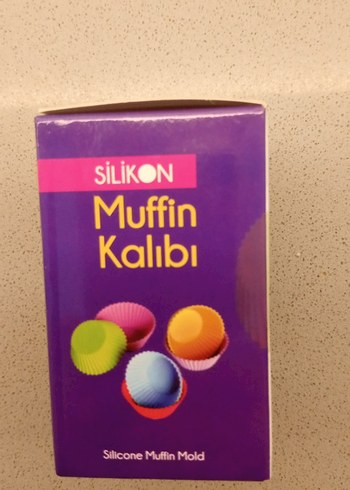 SİLİKON
Muffin
Kalıbı
Silicone Muffin Mold